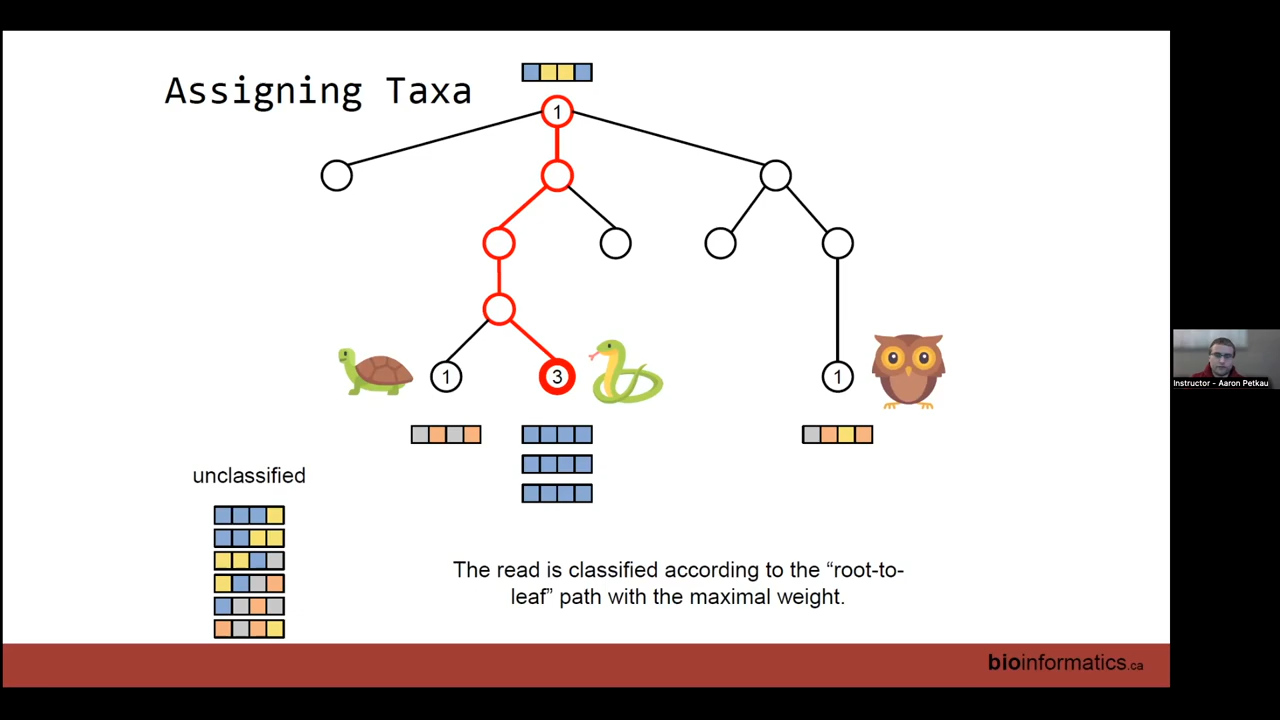 Assigning Taxa
1
1
3
1
unclassified
The read is classified according to the “root-to-
leaf” path with the maximal weight.
bioinformatics.ca
Instructor - Aaron Petkau